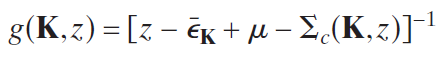 g(K, z) = [z − ϵ̄_K + μ − Σ_c(K, z)]⁻¹